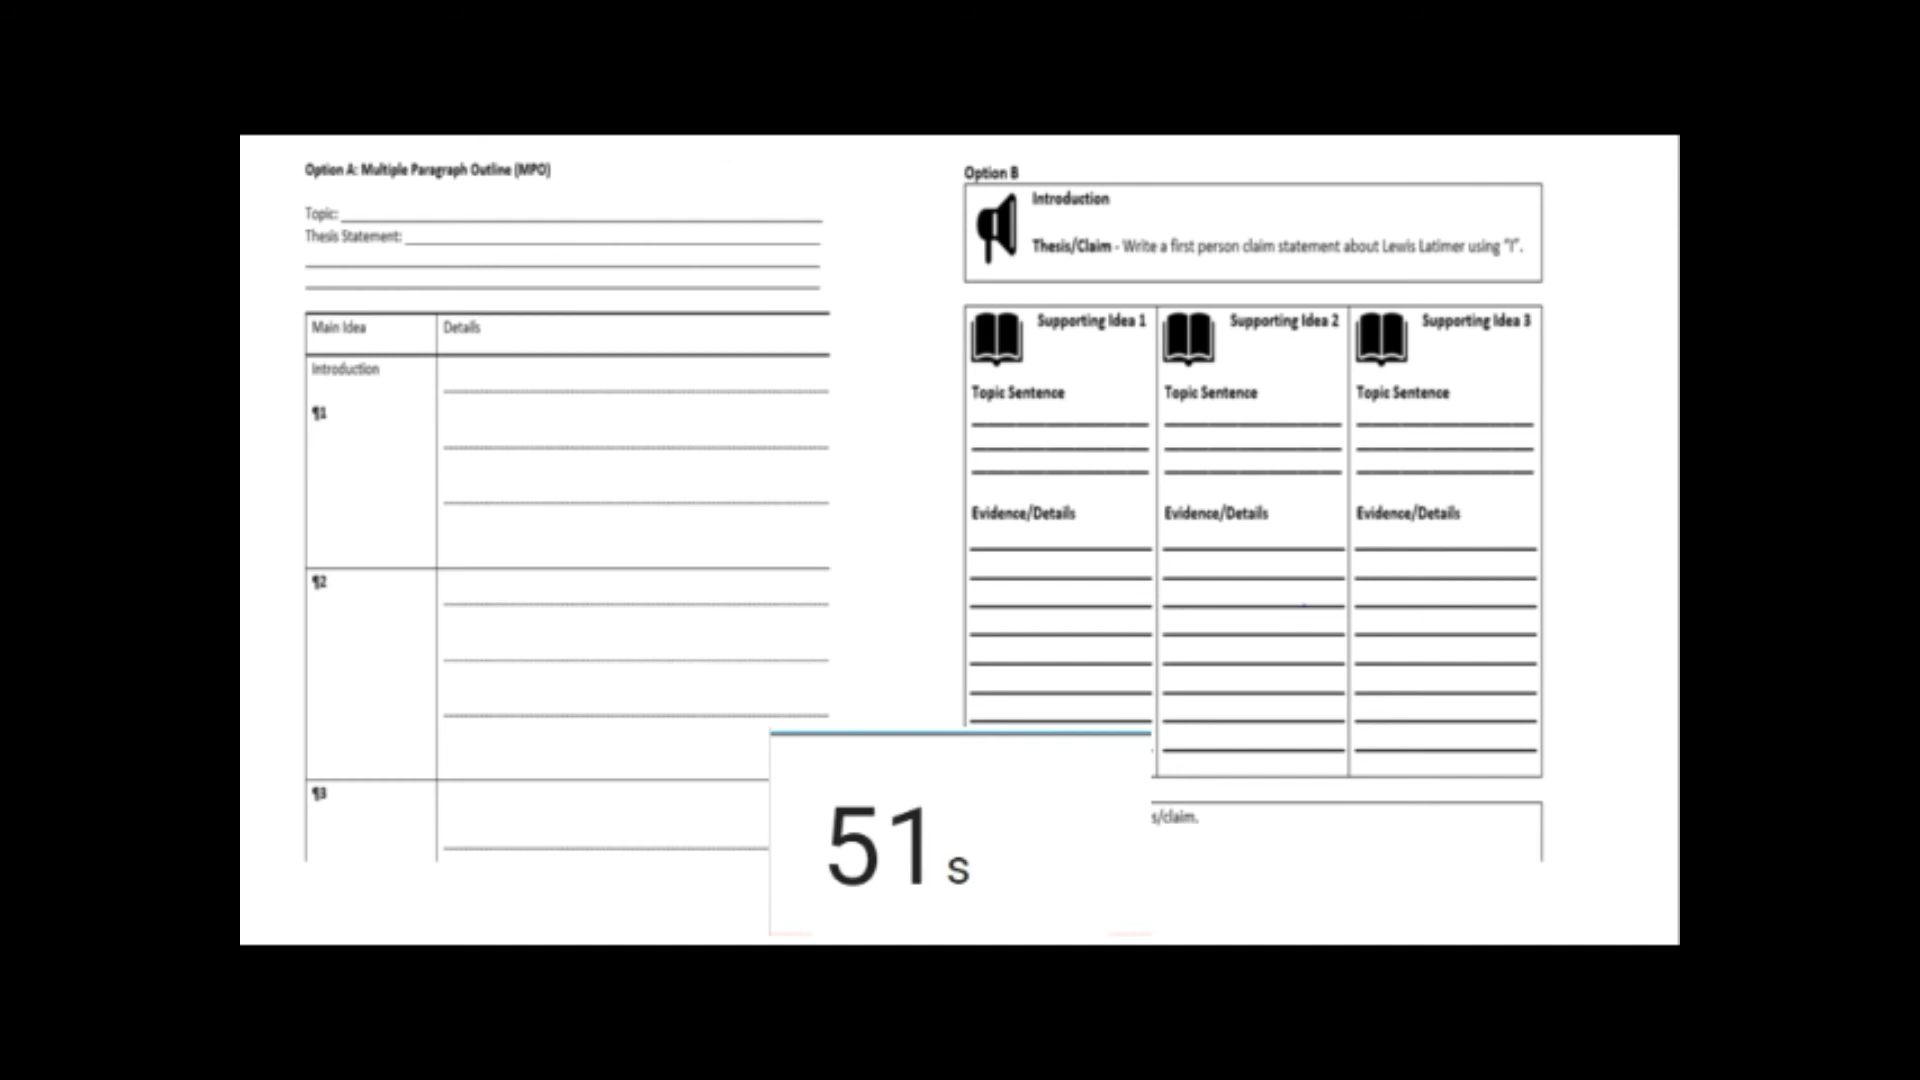 Option A: Multiple Paragraph Outline (MPO)
Topic:
Thesis Statement:
Main Idea
Details
Introduction
¶1
¶2
¶3
Option B
Introduction
Thesis/Claim - Write a first person claim statement about Lewis Latimer using "I".
Supporting Idea 1
Topic Sentence
Evidence/Details
Supporting Idea 2
Topic Sentence
Evidence/Details
Supporting Idea 3
Topic Sentence
Evidence/Details
s/claim.
51 s